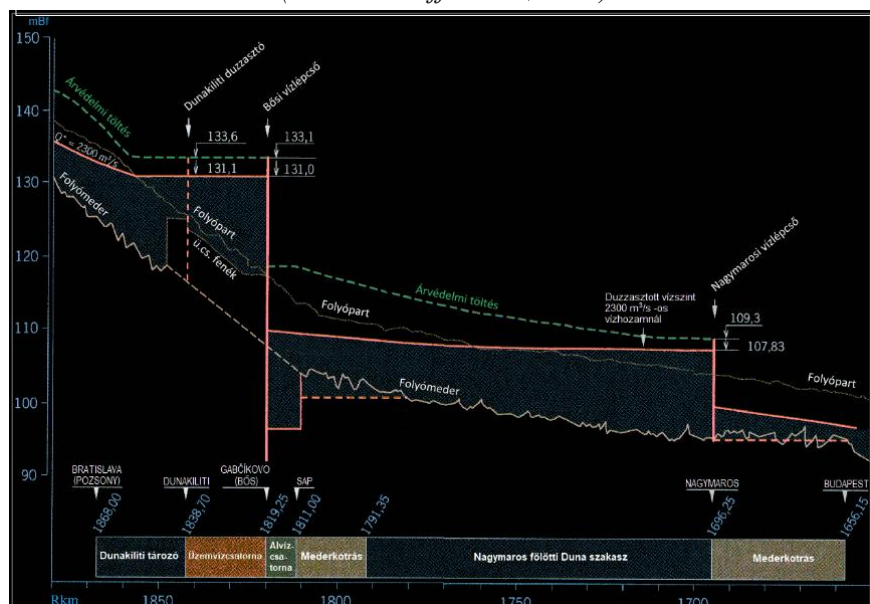 mBf
150
140
130
120
110
100
90
80
Árvédelmi töltés
Dunakiliti duzzasztó
Bősi vízlépcső
Q* = 2300 m³/s
133,6
131,1
133,1
131,0
Folyómeder
Folyópart
ü.cs. fenék
Folyópart
Árvédelmi töltés
Duzzasztott vízszint
2300 m³/s -os
vízhozamnál
Nagymarosi vízlépcső
109,3
107,83
Folyómeder
Folyópart
BRATISLAVA
(POZSONY)
DUNAKILITI
GABČÍKOVO
(BŐS)
SAP
NAGYMAROS
BUDAPEST
1868,00
1838,70
1819,25
1811,00
1791,35
1696,25
1656,15
Dunakiliti tározó
Üzemvízcsatorna
Alvíz-
csa-
torna
Mederkotrás
Nagymaros fölötti Duna szakasz
Mederkotrás
Rkm
1850
1800
1750
1700